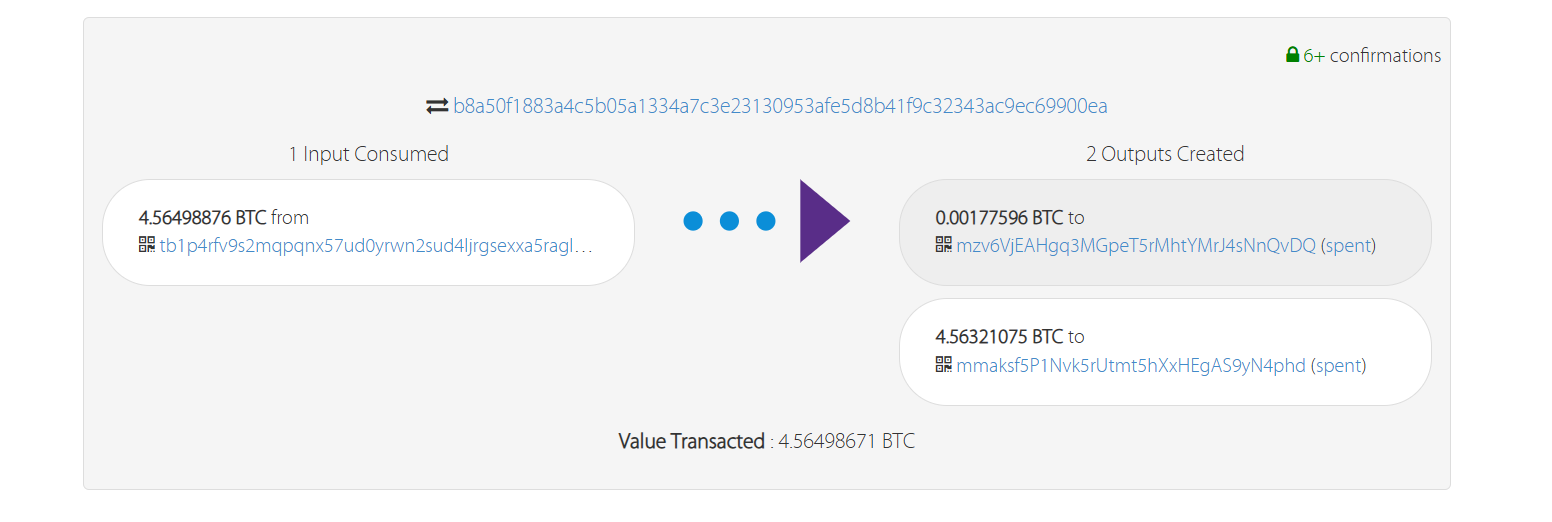 6+ confirmations
b8a50f1883a4c5b05a1334a7c3e23130953afe5d8b41f9c32343ac9ec69900ea
1 Input Consumed
4.56498876 BTC from
tb1p4rfv9s2mqpqnx57ud0yrwn2sud4ljrgsexxa5ragl…
2 Outputs Created
0.00177596 BTC to
mzv6VjEAHgq3MGpeT5rMhtYMrJ4sNnQvDQ (spent)
4.56321075 BTC to
mmaksf5P1Nvk5rUtmt5hXxHEgAS9yN4phd (spent)
Value Transacted : 4.56498671 BTC